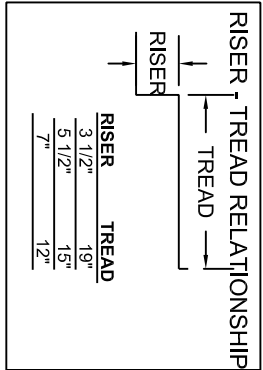 RISER - TREAD RELATIONSHIP
TREAD
RISER
RISER TREAD
3 1/2" 19"
5 1/2" 15"
7" 12"